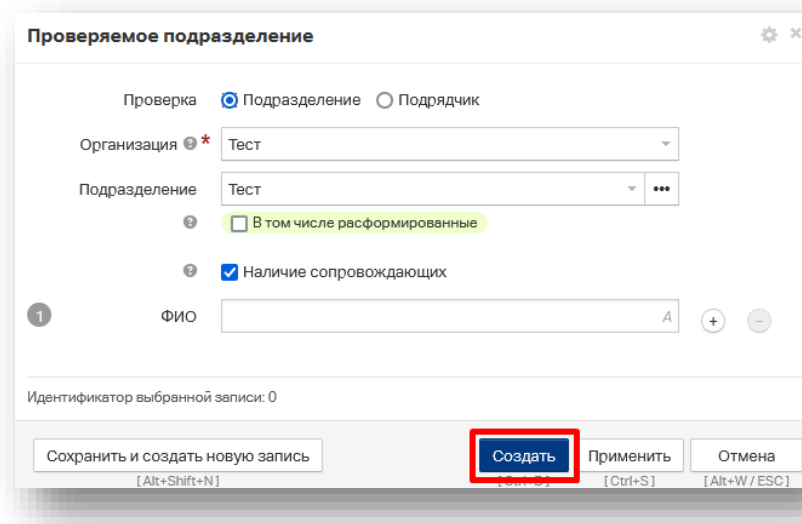 Проверяемое подразделение
Проверка Подразделение Подрядчик
Организация ? * Тест
Подразделение Тест •••
? В том числе расформированные
? Наличие сопровождающих
1 ФИО A + −
Идентификатор выбранной записи: 0
Сохранить и создать новую запись Создать Применить Отмена
[Alt+Shift+N] [Ctrl+S] [Alt+W / ESC]